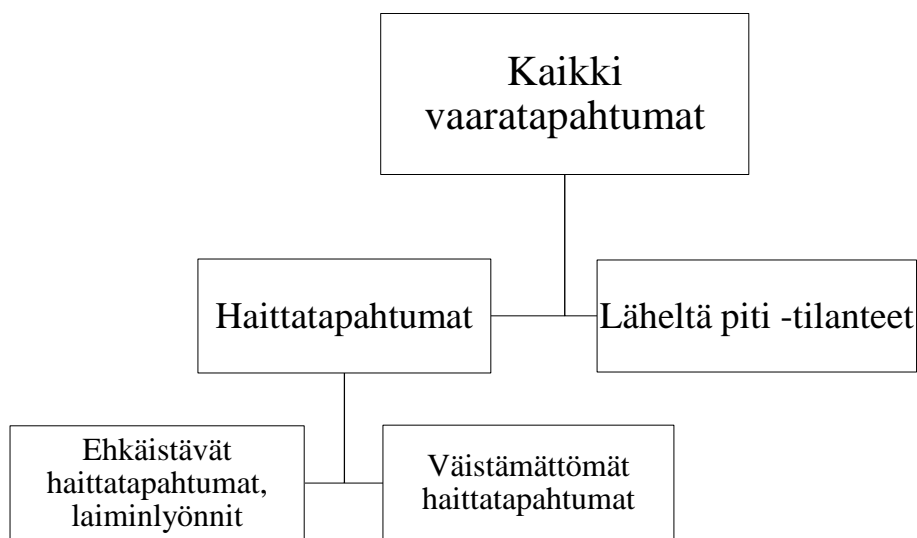 Kaikki
vaaratapahtumat
Haittatapahtumat
Läheltä piti -tilanteet
Ehkäistävät
haittatapahtumat,
laiminlyönnit
Väistämättömät
haittatapahtumat